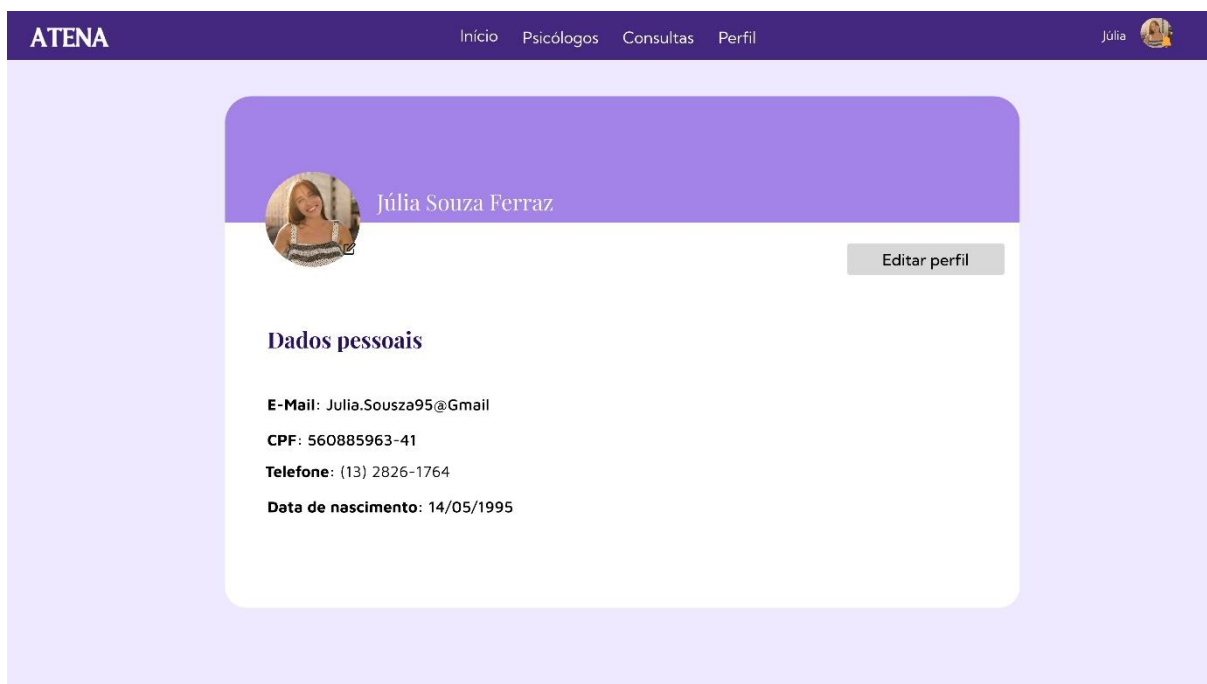 ATENA
Início Psicólogos Consultas Perfil
Júlia
Júlia Souza Ferraz
Editar perfil
Dados pessoais
E-Mail: Julia.Sousza95@Gmail
CPF: 560885963-41
Telefone: (13) 2826-1764
Data de nascimento: 14/05/1995